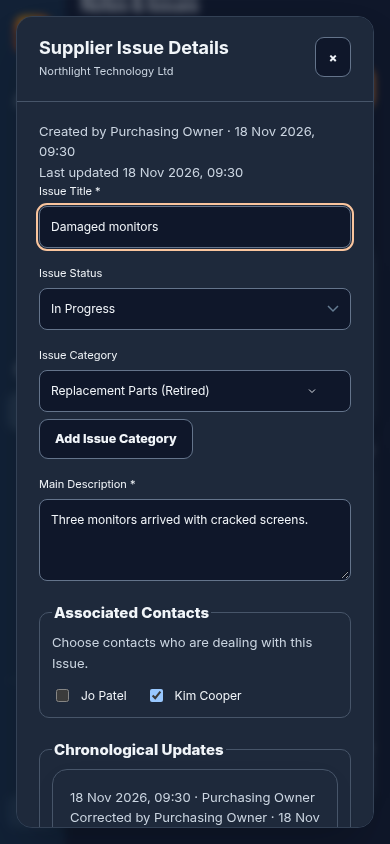 Notes & Issues
Supplier Issue Details
Northlight Technology Ltd
×
Created by Purchasing Owner · 18 Nov 2026,
09:30
Last updated 18 Nov 2026, 09:30
Issue Title *
Damaged monitors
Issue Status
In Progress
Issue Category
Replacement Parts (Retired)
Add Issue Category
Main Description *
Three monitors arrived with cracked screens.
Associated Contacts
Choose contacts who are dealing with this
Issue.
Jo Patel
Kim Cooper
Chronological Updates
18 Nov 2026, 09:30 · Purchasing Owner
Corrected by Purchasing Owner · 18 Nov